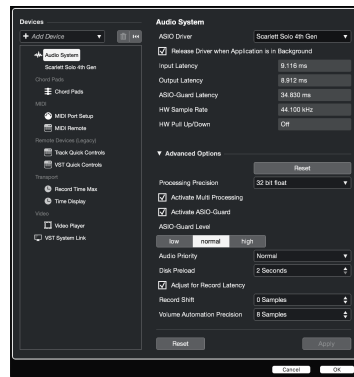 Devices
+ Add Device
Audio System
Scarlett Solo 4th Gen
Chord Pads
Chord Pads
MIDI
MIDI Port Setup
MIDI Remote
Remote Devices (Legacy)
Track Quick Controls
VST Quick Controls
Transport
Record Time Max
Time Display
Video
Video Player
VST System Link
Audio System
ASIO Driver Scarlett Solo 4th Gen
Release Driver when Application is in Background
Input Latency 9.116 ms
Output Latency 8.912 ms
ASIO-Guard Latency 34.830 ms
HW Sample Rate 44.100 kHz
HW Pull Up/Down Off
Advanced Options
Reset
Processing Precision 32 bit float
Activate Multi Processing
Activate ASIO-Guard
ASIO-Guard Level
low normal high
Audio Priority Normal
Disk Preload 2 Seconds
Adjust for Record Latency
Record Shift 0 Samples
Volume Automation Precision 8 Samples
Reset Apply
Cancel OK